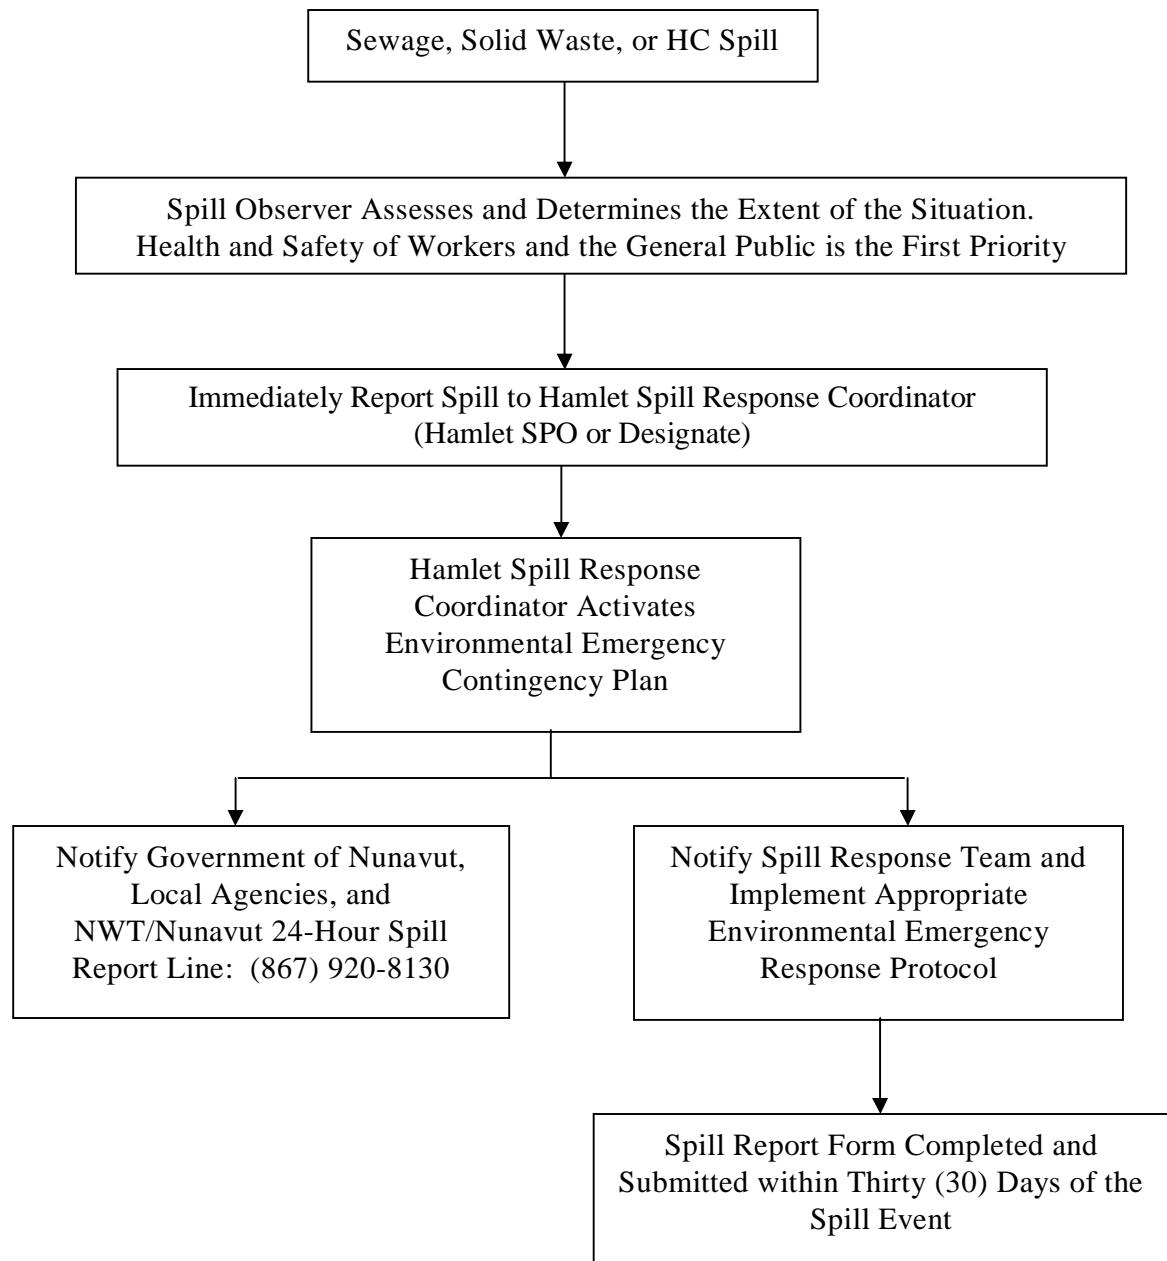 Sewage, Solid Waste, or HC Spill
Spill Observer Assesses and Determines the Extent of the Situation.
Health and Safety of Workers and the General Public is the First Priority
Immediately Report Spill to Hamlet Spill Response Coordinator
(Hamlet SPO or Designate)
Hamlet Spill Response
Coordinator Activates
Environmental Emergency
Contingency Plan
Notify Government of Nunavut,
Local Agencies, and
NWT/Nunavut 24-Hour Spill
Report Line: (867) 920-8130
Notify Spill Response Team and
Implement Appropriate
Environmental Emergency
Response Protocol
Spill Report Form Completed and
Submitted within Thirty (30) Days of the
Spill Event